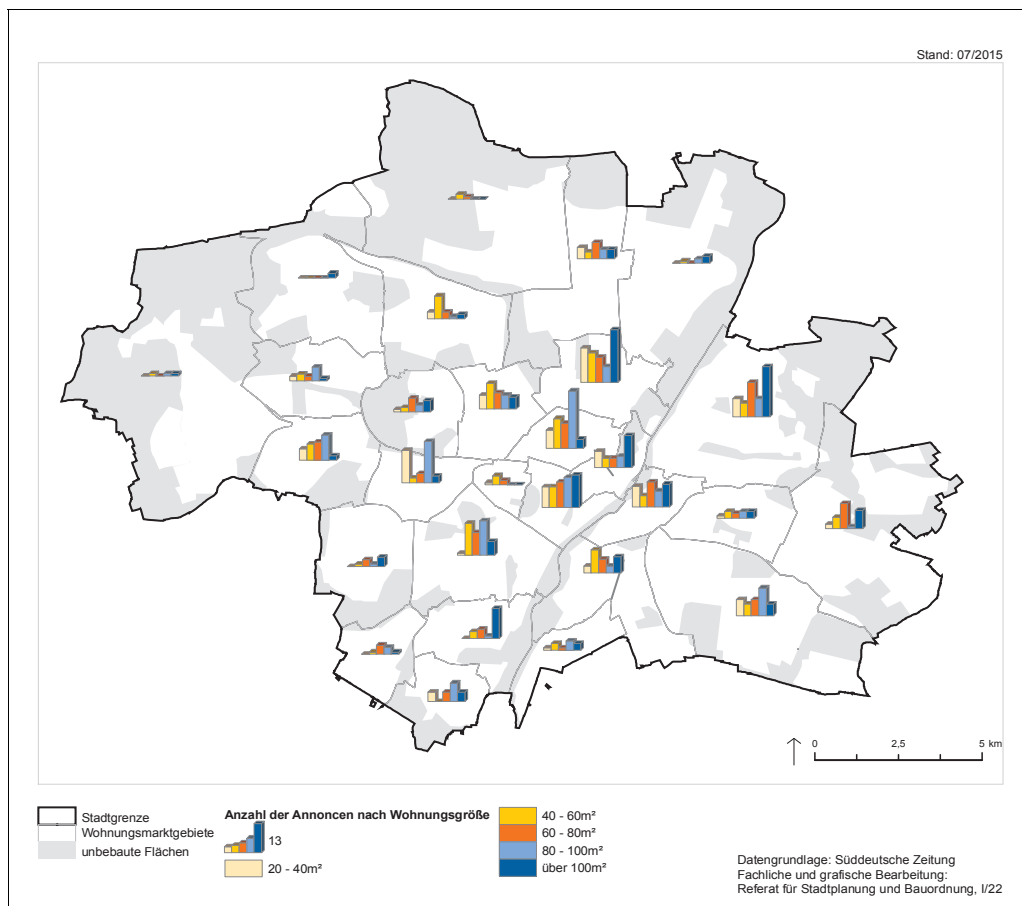 Stand: 07/2015
0 2,5 5 km
Stadtgrenze
Wohnungsmarktgebiete
unbebaute Flächen
Anzahl der Annoncen nach Wohnungsgröße
13
20 - 40m²
40 - 60m²
60 - 80m²
80 - 100m²
über 100m²
Datengrundlage: Süddeutsche Zeitung
Fachliche und grafische Bearbeitung:
Referat für Stadtplanung und Bauordnung, I/22